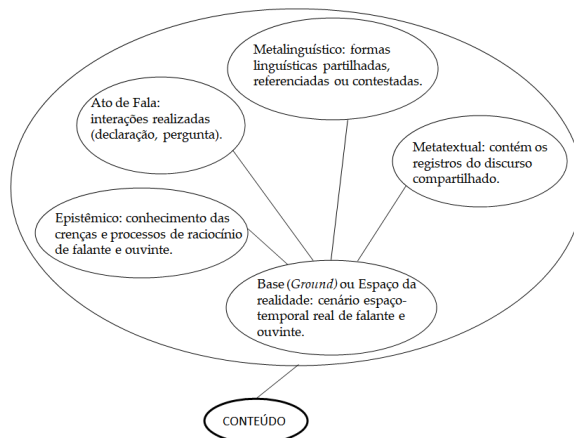 Metalinguístico: formas
linguísticas partilhadas,
referenciadas ou contestadas.
Ato de Fala:
interações realizadas
(declaração, pergunta).
Metatextual: contém os
registros do discurso
compartilhado.
Epistêmico: conhecimento das
crenças e processos de raciocínio
de falante e ouvinte.
Base (Ground) ou Espaço da
realidade: cenário espaço-
temporal real de falante e
ouvinte.
CONTEÚDO